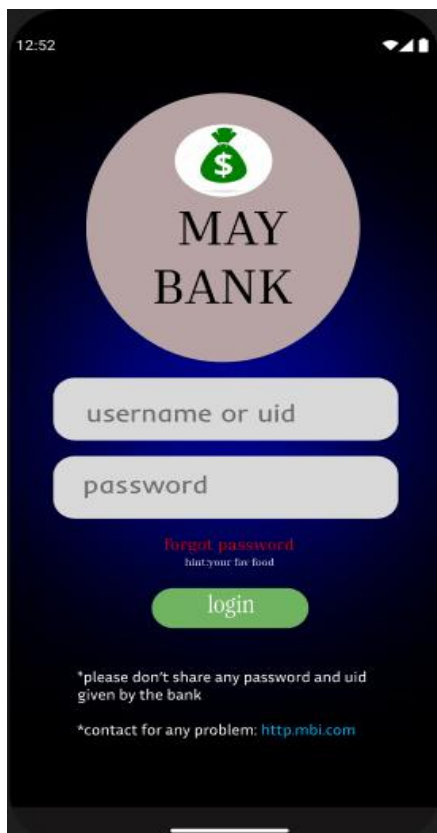 12:52
$
MAY
BANK
username or uid
password
forgot password
hint:your fav food
login
*please don't share any password and uid
given by the bank
*contact for any problem: http.mbi.com